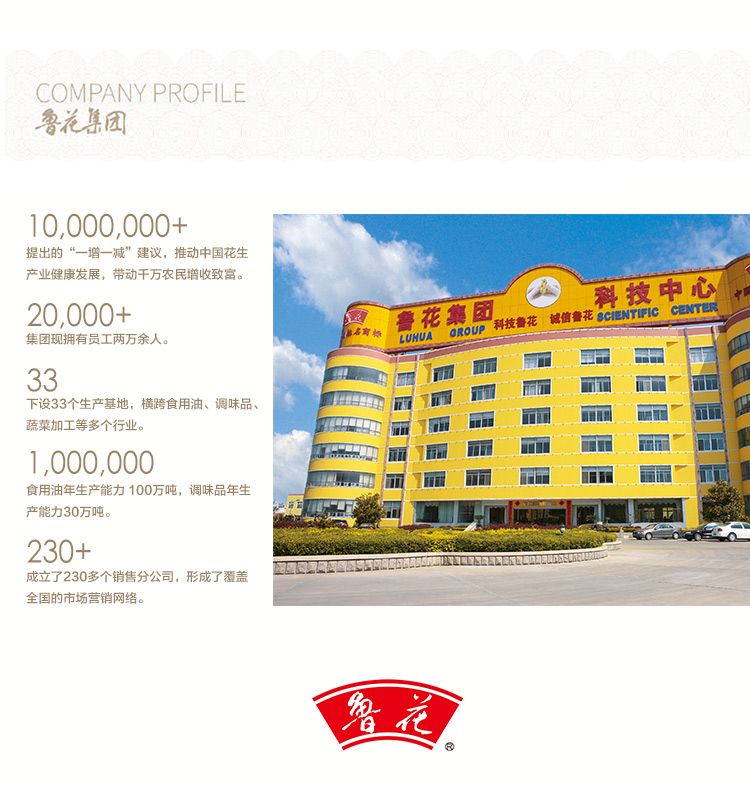 COMPANY PROFILE
鲁花集团
10,000,000+
提出的“一增一减”建议，推动中国花生
产业健康发展，带动千万农民增收致富。
20,000+
集团现拥有员工两万余人。
33
下设33个生产基地，横跨食用油、调味品、
蔬菜加工等多个行业。
1,000,000
食用油年生产能力 100万吨，调味品年生
产能力30万吨。
230+
成立了230多个销售分公司，形成了覆盖
全国的市场营销网络。
鲁花
鲁花集团
LUHUA GROUP
科技鲁花 诚信鲁花
科技中心
SCIENTIFIC CENTER
鲁花®